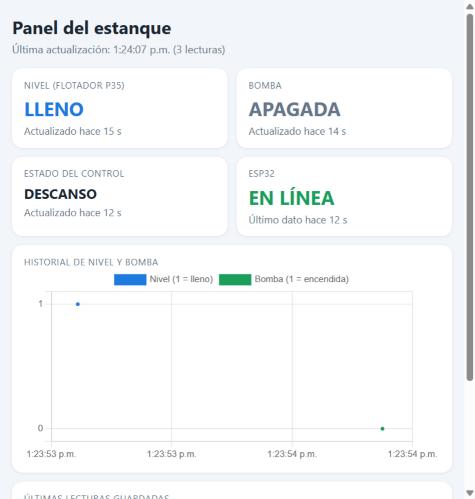 Panel del estanque
Última actualización: 1:24:07 p.m. (3 lecturas)
NIVEL (FLOTADOR P35)
LLENO
Actualizado hace 15 s
BOMBA
APAGADA
Actualizado hace 14 s
ESTADO DEL CONTROL
DESCANSO
Actualizado hace 12 s
ESP32
EN LÍNEA
Último dato hace 12 s
HISTORIAL DE NIVEL Y BOMBA
Nivel (1 = lleno) Bomba (1 = encendida)
1
0
1:23:53 p.m. 1:23:53 p.m. 1:23:54 p.m. 1:23:54 p.m.
ÚLTIMAS LECTURAS GUARDADAS